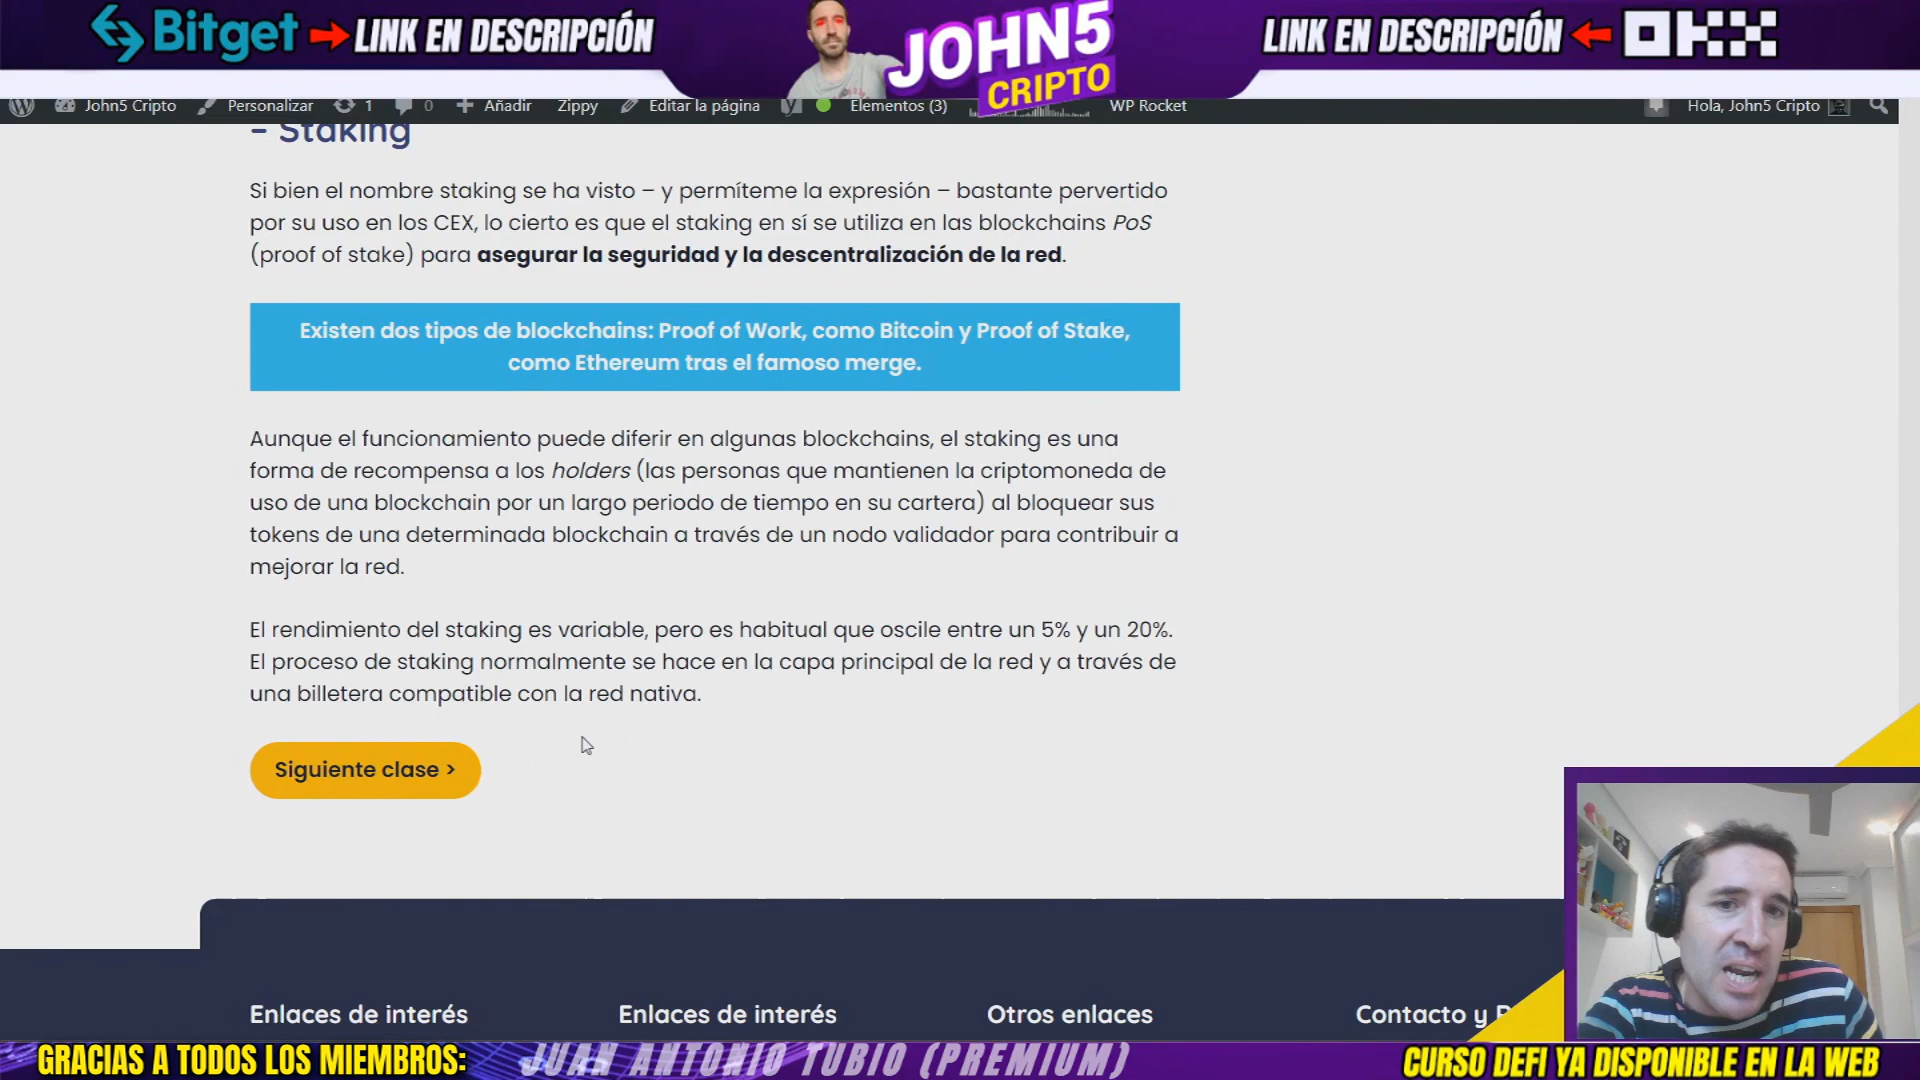 Bitget LINK EN DESCRIPCIÓN
JOHN5
CRIPTO
LINK EN DESCRIPCIÓN OKX
John5 Cripto Personalizar 1 0 Añadir Zippy Editar la página Elementos (3) WP Rocket Hola, John5 Cripto
– Staking
Si bien el nombre staking se ha visto – y permíteme la expresión – bastante pervertido
por su uso en los CEX, lo cierto es que el staking en sí se utiliza en las blockchains PoS
(proof of stake) para asegurar la seguridad y la descentralización de la red.
Existen dos tipos de blockchains: Proof of Work, como Bitcoin y Proof of Stake,
como Ethereum tras el famoso merge.
Aunque el funcionamiento puede diferir en algunas blockchains, el staking es una
forma de recompensa a los holders (las personas que mantienen la criptomoneda de
uso de una blockchain por un largo periodo de tiempo en su cartera) al bloquear sus
tokens de una determinada blockchain a través de un nodo validador para contribuir a
mejorar la red.
El rendimiento del staking es variable, pero es habitual que oscile entre un 5% y un 20%.
El proceso de staking normalmente se hace en la capa principal de la red y a través de
una billetera compatible con la red nativa.
Siguiente clase >
Enlaces de interés Enlaces de interés Otros enlaces Contacto y
GRACIAS A TODOS LOS MIEMBROS: JUAN ANTONIO TUBIO (PREMIUM) CURSO DEFI YA DISPONIBLE EN LA WEB